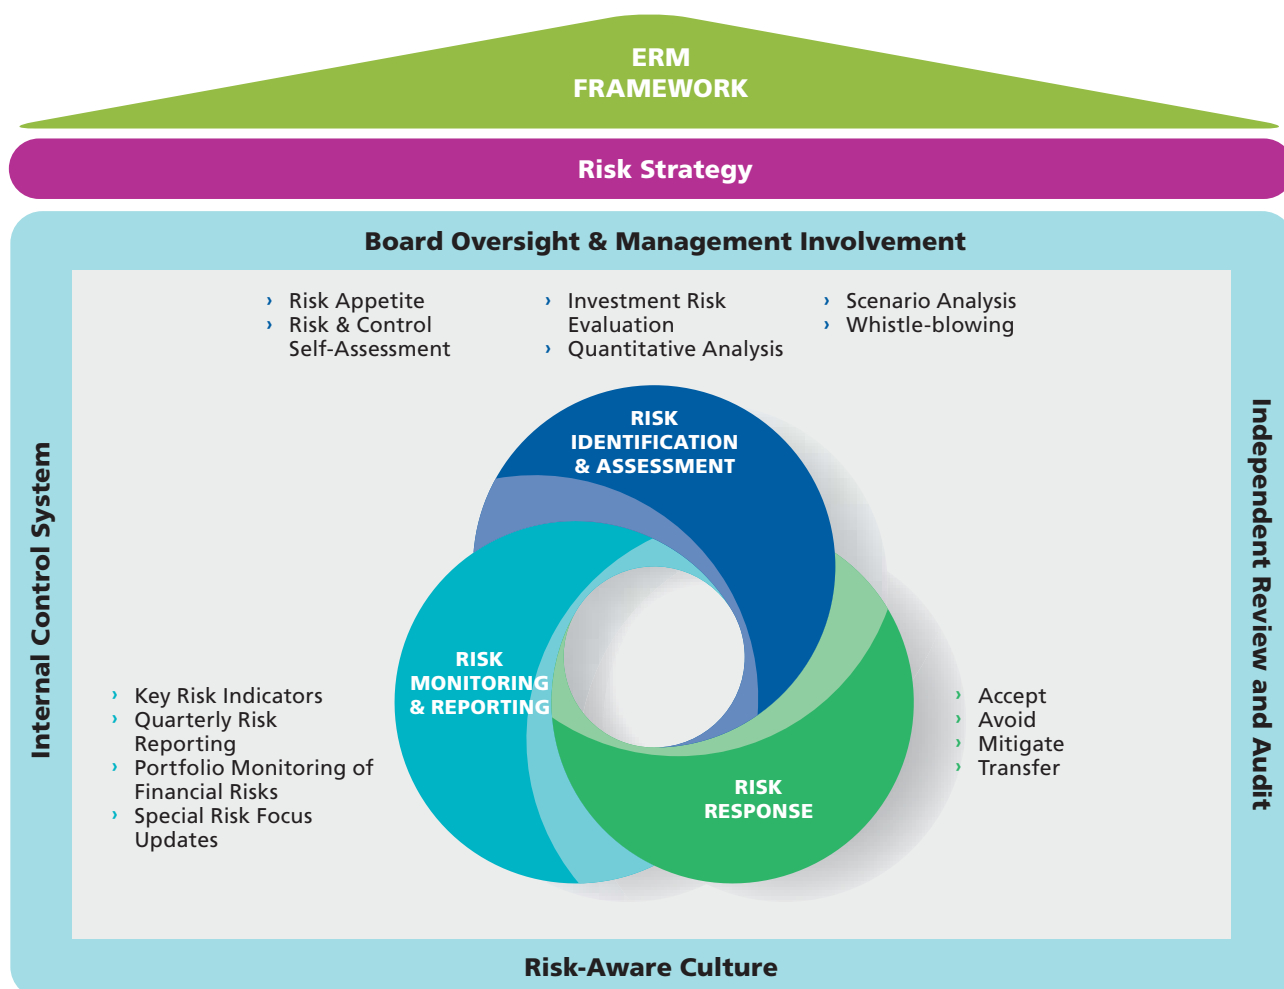 ERM
FRAMEWORK
Risk Strategy
Board Oversight & Management Involvement
› Risk Appetite
› Risk & Control
Self-Assessment
› Investment Risk
Evaluation
› Quantitative Analysis
› Scenario Analysis
› Whistle-blowing
Internal Control System
Independent Review and Audit
RISK
IDENTIFICATION
& ASSESSMENT
RISK
MONITORING
& REPORTING
› Key Risk Indicators
› Quarterly Risk
Reporting
› Portfolio Monitoring of
Financial Risks
› Special Risk Focus
Updates
RISK
RESPONSE
› Accept
› Avoid
› Mitigate
› Transfer
Risk-Aware Culture